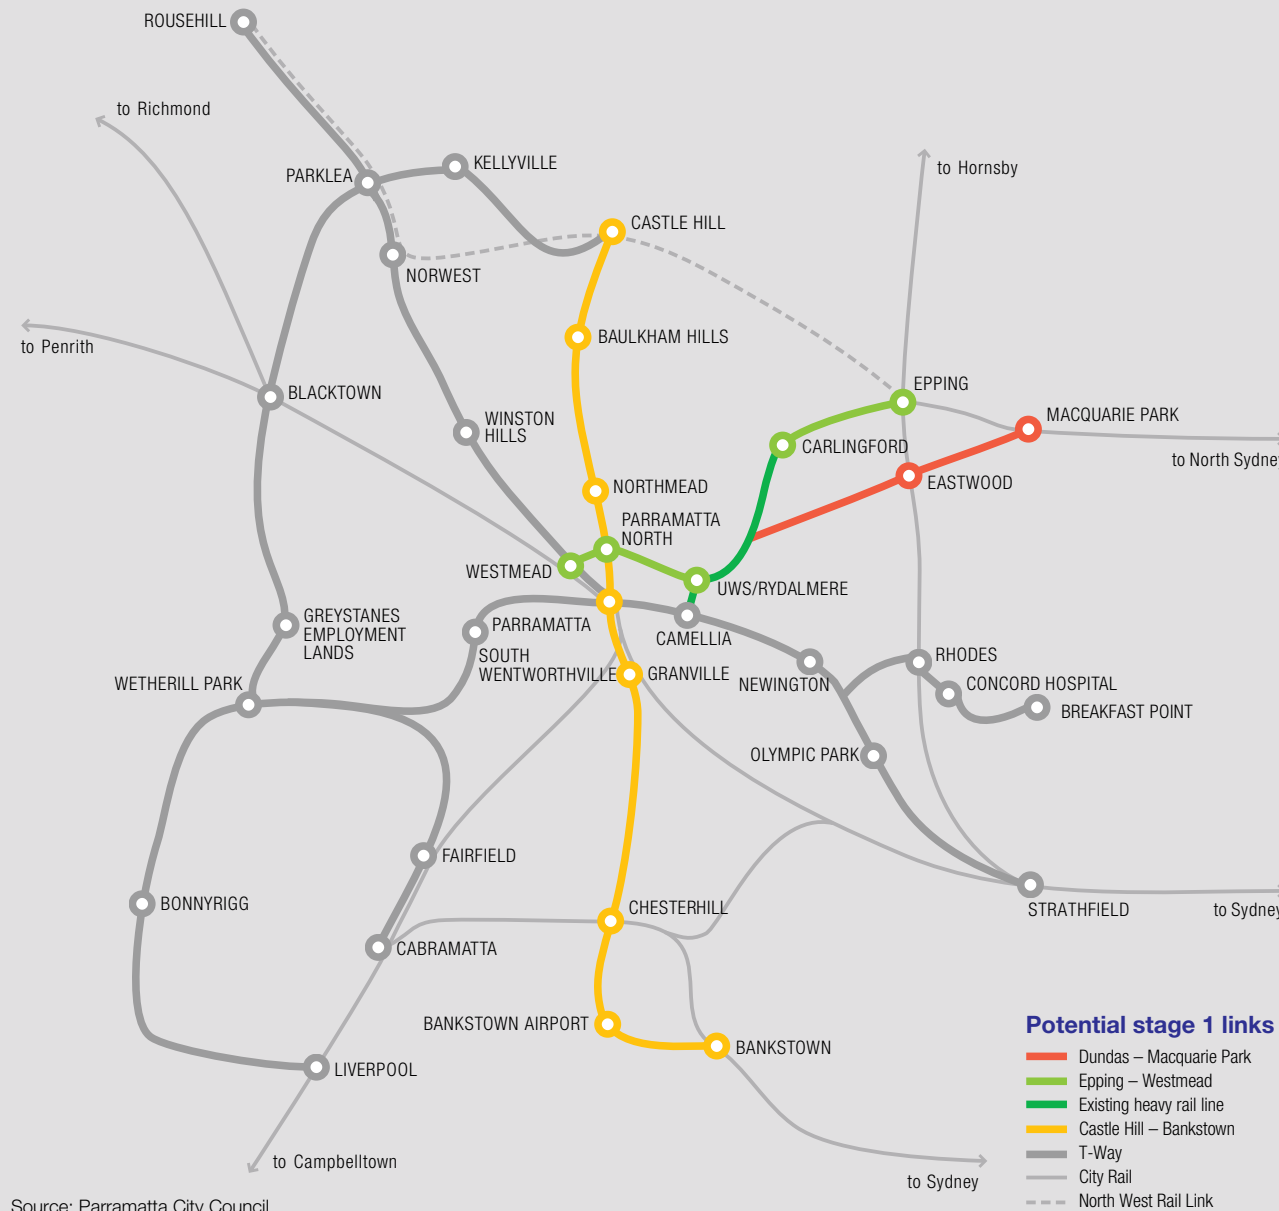 ROUSEHILL
to Richmond
KELLYVILLE
PARKLEA
to Hornsby
CASTLE HILL
NORWEST
BAULKHAM HILLS
to Penrith
BLACKTOWN
EPPING
MACQUARIE PARK
WINSTON
HILLS
CARLINGFORD
to North Sydney
EASTWOOD
NORTHMEAD
PARRAMATTA
NORTH
WESTMEAD
UWS/RYDALMERE
GREYSTANES
EMPLOYMENT
LANDS
PARRAMATTA
CAMELLIA
SOUTH
WENTWORTHVILLE
GRANVILLE
RHODES
WETHERILL PARK
NEWINGTON
CONCORD HOSPITAL
BREAKFAST POINT
OLYMPIC PARK
FAIRFIELD
BONNYRIGG
CHESTERHILL
STRATHFIELD
to Sydney
CABRAMATTA
BANKSTOWN AIRPORT
BANKSTOWN
LIVERPOOL
to Campbelltown
to Sydney
Potential stage 1 links
Dundas – Macquarie Park
Epping – Westmead
Existing heavy rail line
Castle Hill – Bankstown
T-Way
City Rail
North West Rail Link
Source: Parramatta City Council